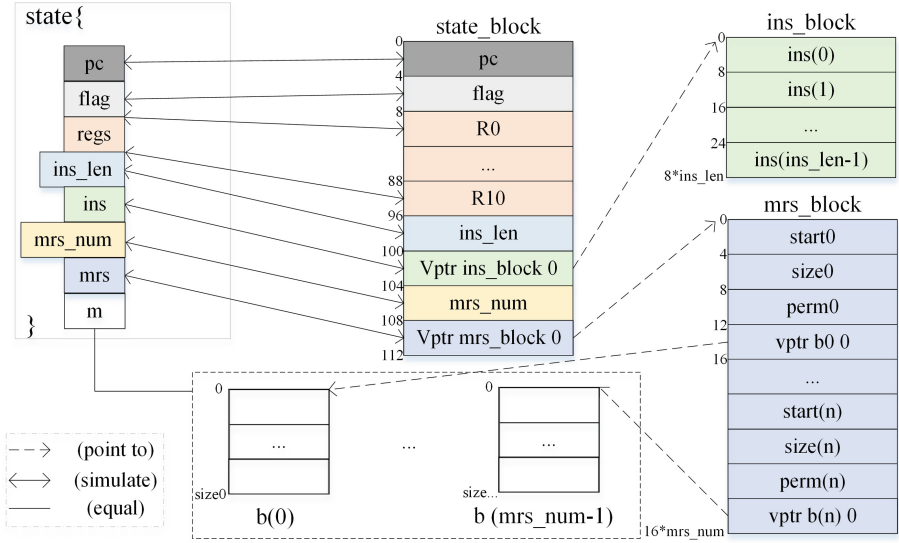 state{
pc
flag
regs
ins_len
ins
mrs_num
mrs
m
}
state_block
0
pc
4
flag
8
R0
...
88
R10
96
ins_len
100
Vptr ins_block 0
104
mrs_num
108
Vptr mrs_block 0
112
ins_block
0
ins(0)
8
ins(1)
16
...
24
ins(ins_len-1)
8*ins_len
mrs_block
0
start0
4
size0
8
perm0
12
vptr b0 0
16
...
start(n)
size(n)
perm(n)
vptr b(n) 0
16*mrs_num
0
...
size0
b(0)
...
0
...
size...
b (mrs_num-1)
(point to)
(simulate)
(equal)